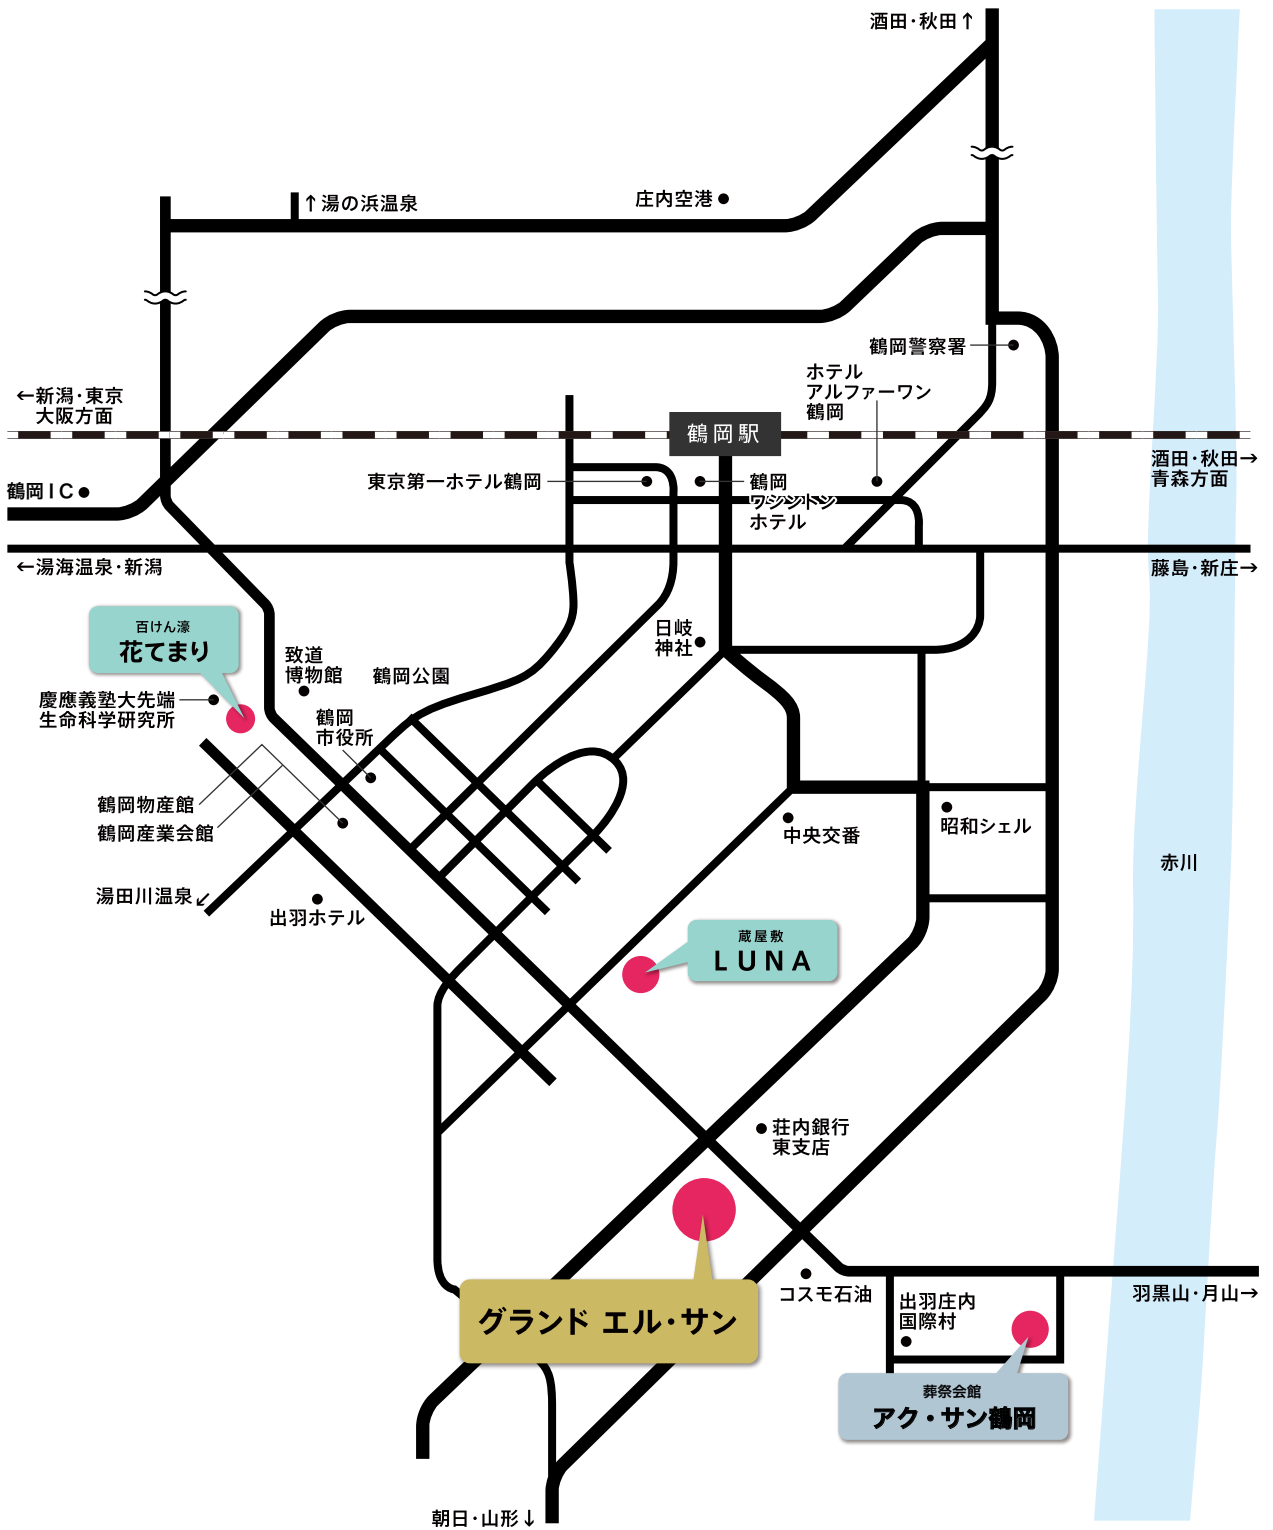 酒田・秋田↑
↑湯の浜温泉
庄内空港
鶴岡警察署
ホテル
アルファーワン
鶴岡
←新潟・東京
大阪方面
鶴岡駅
酒田・秋田→
青森方面
東京第一ホテル鶴岡
鶴岡
ワシントン
ホテル
鶴岡IC
←湯海温泉・新潟
藤島・新庄→
百けん濠
花てまり
日岐
神社
致道
博物館
鶴岡公園
慶應義塾大先端
生命科学研究所
鶴岡
市役所
鶴岡物産館
鶴岡産業会館
中央交番
昭和シェル
赤川
湯田川温泉↙
出羽ホテル
蔵屋敷
LUNA
荘内銀行
東支店
コスモ石油
羽黒山・月山→
出羽庄内
国際村
グランド エル・サン
葬祭会館
アク・サン鶴岡
朝日・山形↓